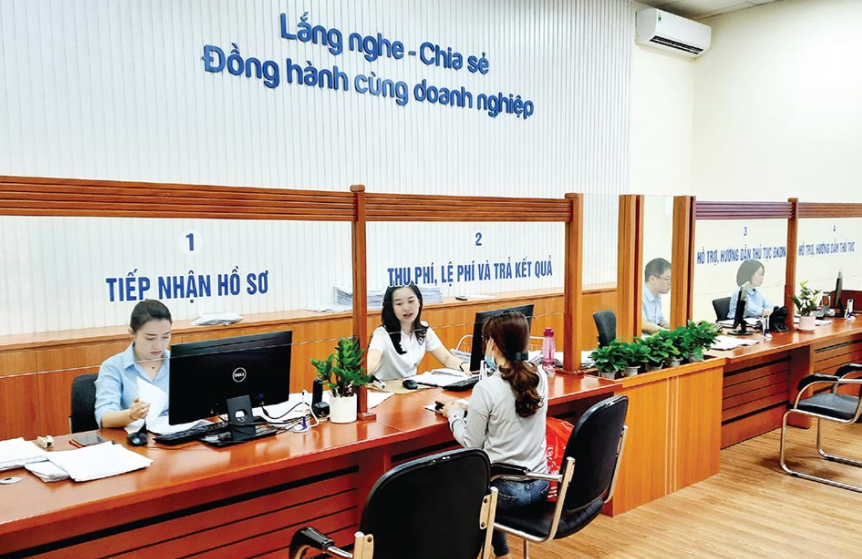 Lắng nghe - Chia sẻ
Đồng hành cùng doanh nghiệp
1
TIẾP NHẬN HỒ SƠ
2
THU PHÍ, LỆ PHÍ VÀ TRẢ KẾT QUẢ
3
HỖ TRỢ, HƯỚNG DẪN THỦ TỤC
4
HỖ TRỢ, HƯỚNG DẪN THỦ TỤC
DELL